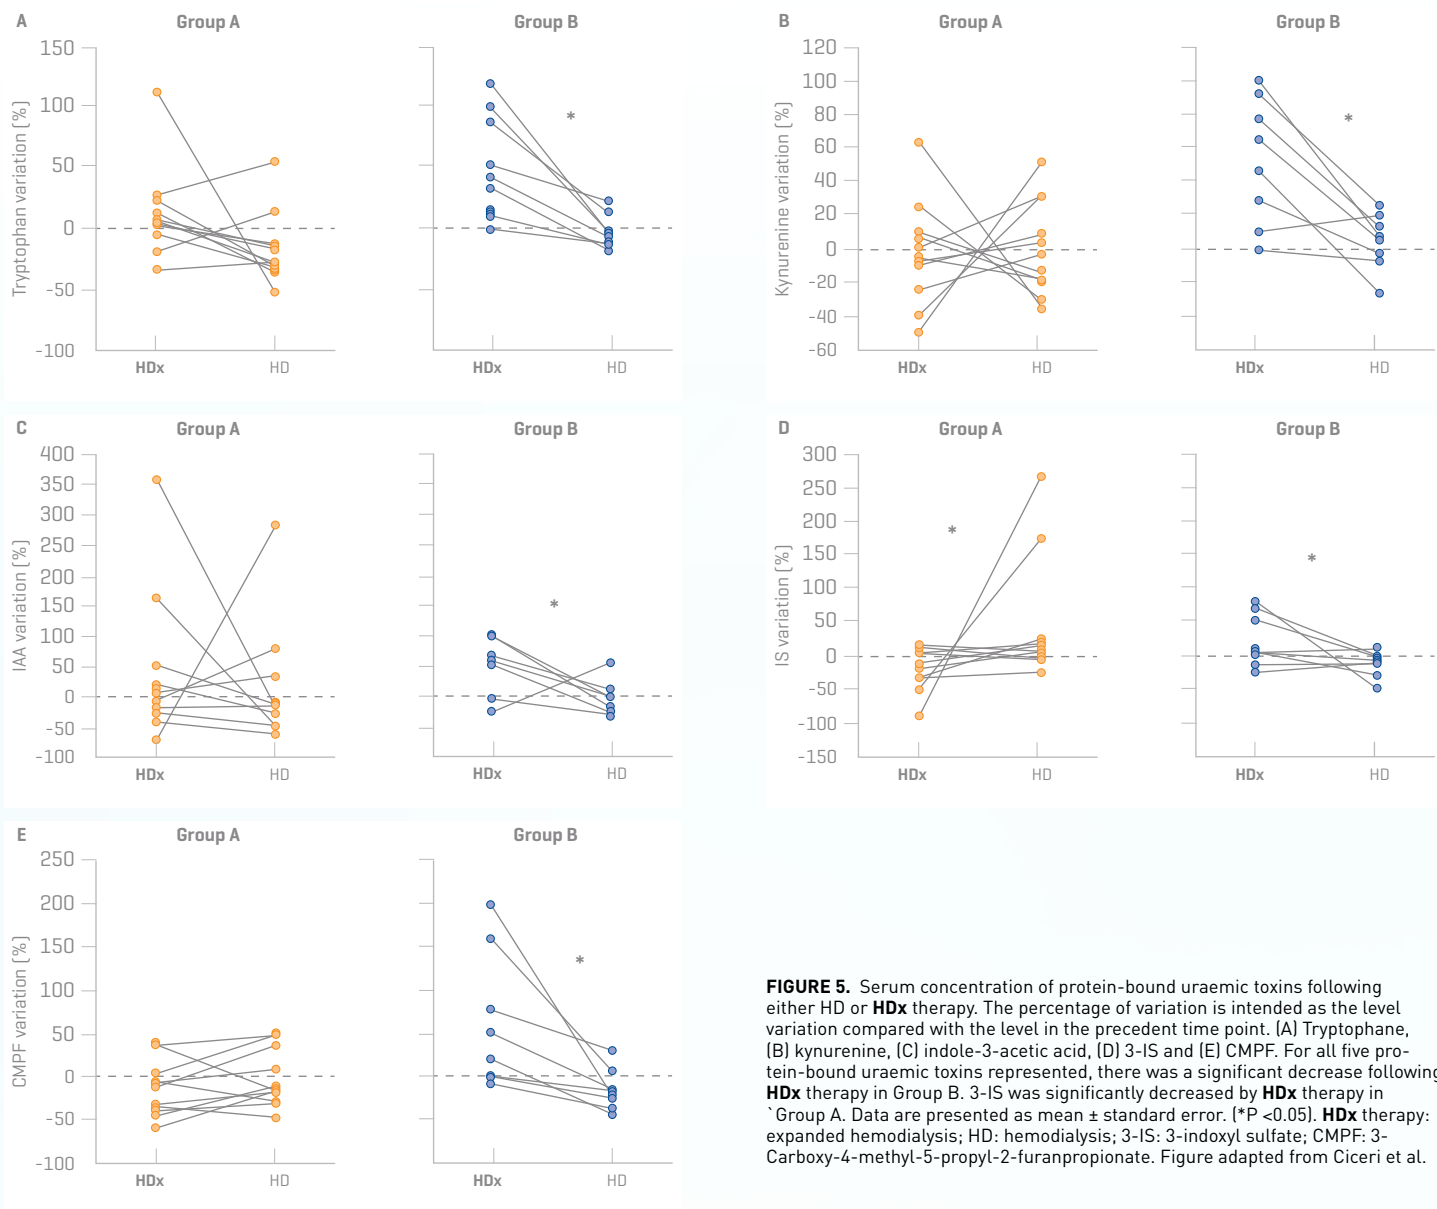 A
Group A
Group B
Tryptophan variation (%)
150
100
50
0
-50
-100
*
HDx
HD
HDx
HD
B
Group A
Group B
Kynurenine variation (%)
120
100
80
60
40
20
0
-20
-40
-60
*
HDx
HD
HDx
HD
C
Group A
Group B
IAA variation (%)
400
350
300
200
150
100
50
0
-50
-100
*
HDx
HD
HDx
HD
D
Group A
Group B
IS variation (%)
300
250
200
150
100
50
0
-50
-100
-150
*
*
HDx
HD
HDx
HD
E
Group A
Group B
CMPF variation (%)
250
200
150
100
50
0
-50
-100
*
HDx
HD
HDx
HD
FIGURE 5. Serum concentration of protein-bound uraemic toxins following
either HD or HDx therapy. The percentage of variation is intended as the level
variation compared with the level in the precedent time point. (A) Tryptophane,
(B) kynurenine, (C) indole-3-acetic acid, (D) 3-IS and (E) CMPF. For all five pro-
tein-bound uraemic toxins represented, there was a significant decrease following
HDx therapy in Group B. 3-IS was significantly decreased by HDx therapy in
`Group A. Data are presented as mean ± standard error. (*P <0.05). HDx therapy:
expanded hemodialysis; HD: hemodialysis; 3-IS: 3-indoxyl sulfate; CMPF: 3-
Carboxy-4-methyl-5-propyl-2-furanpropionate. Figure adapted from Ciceri et al.